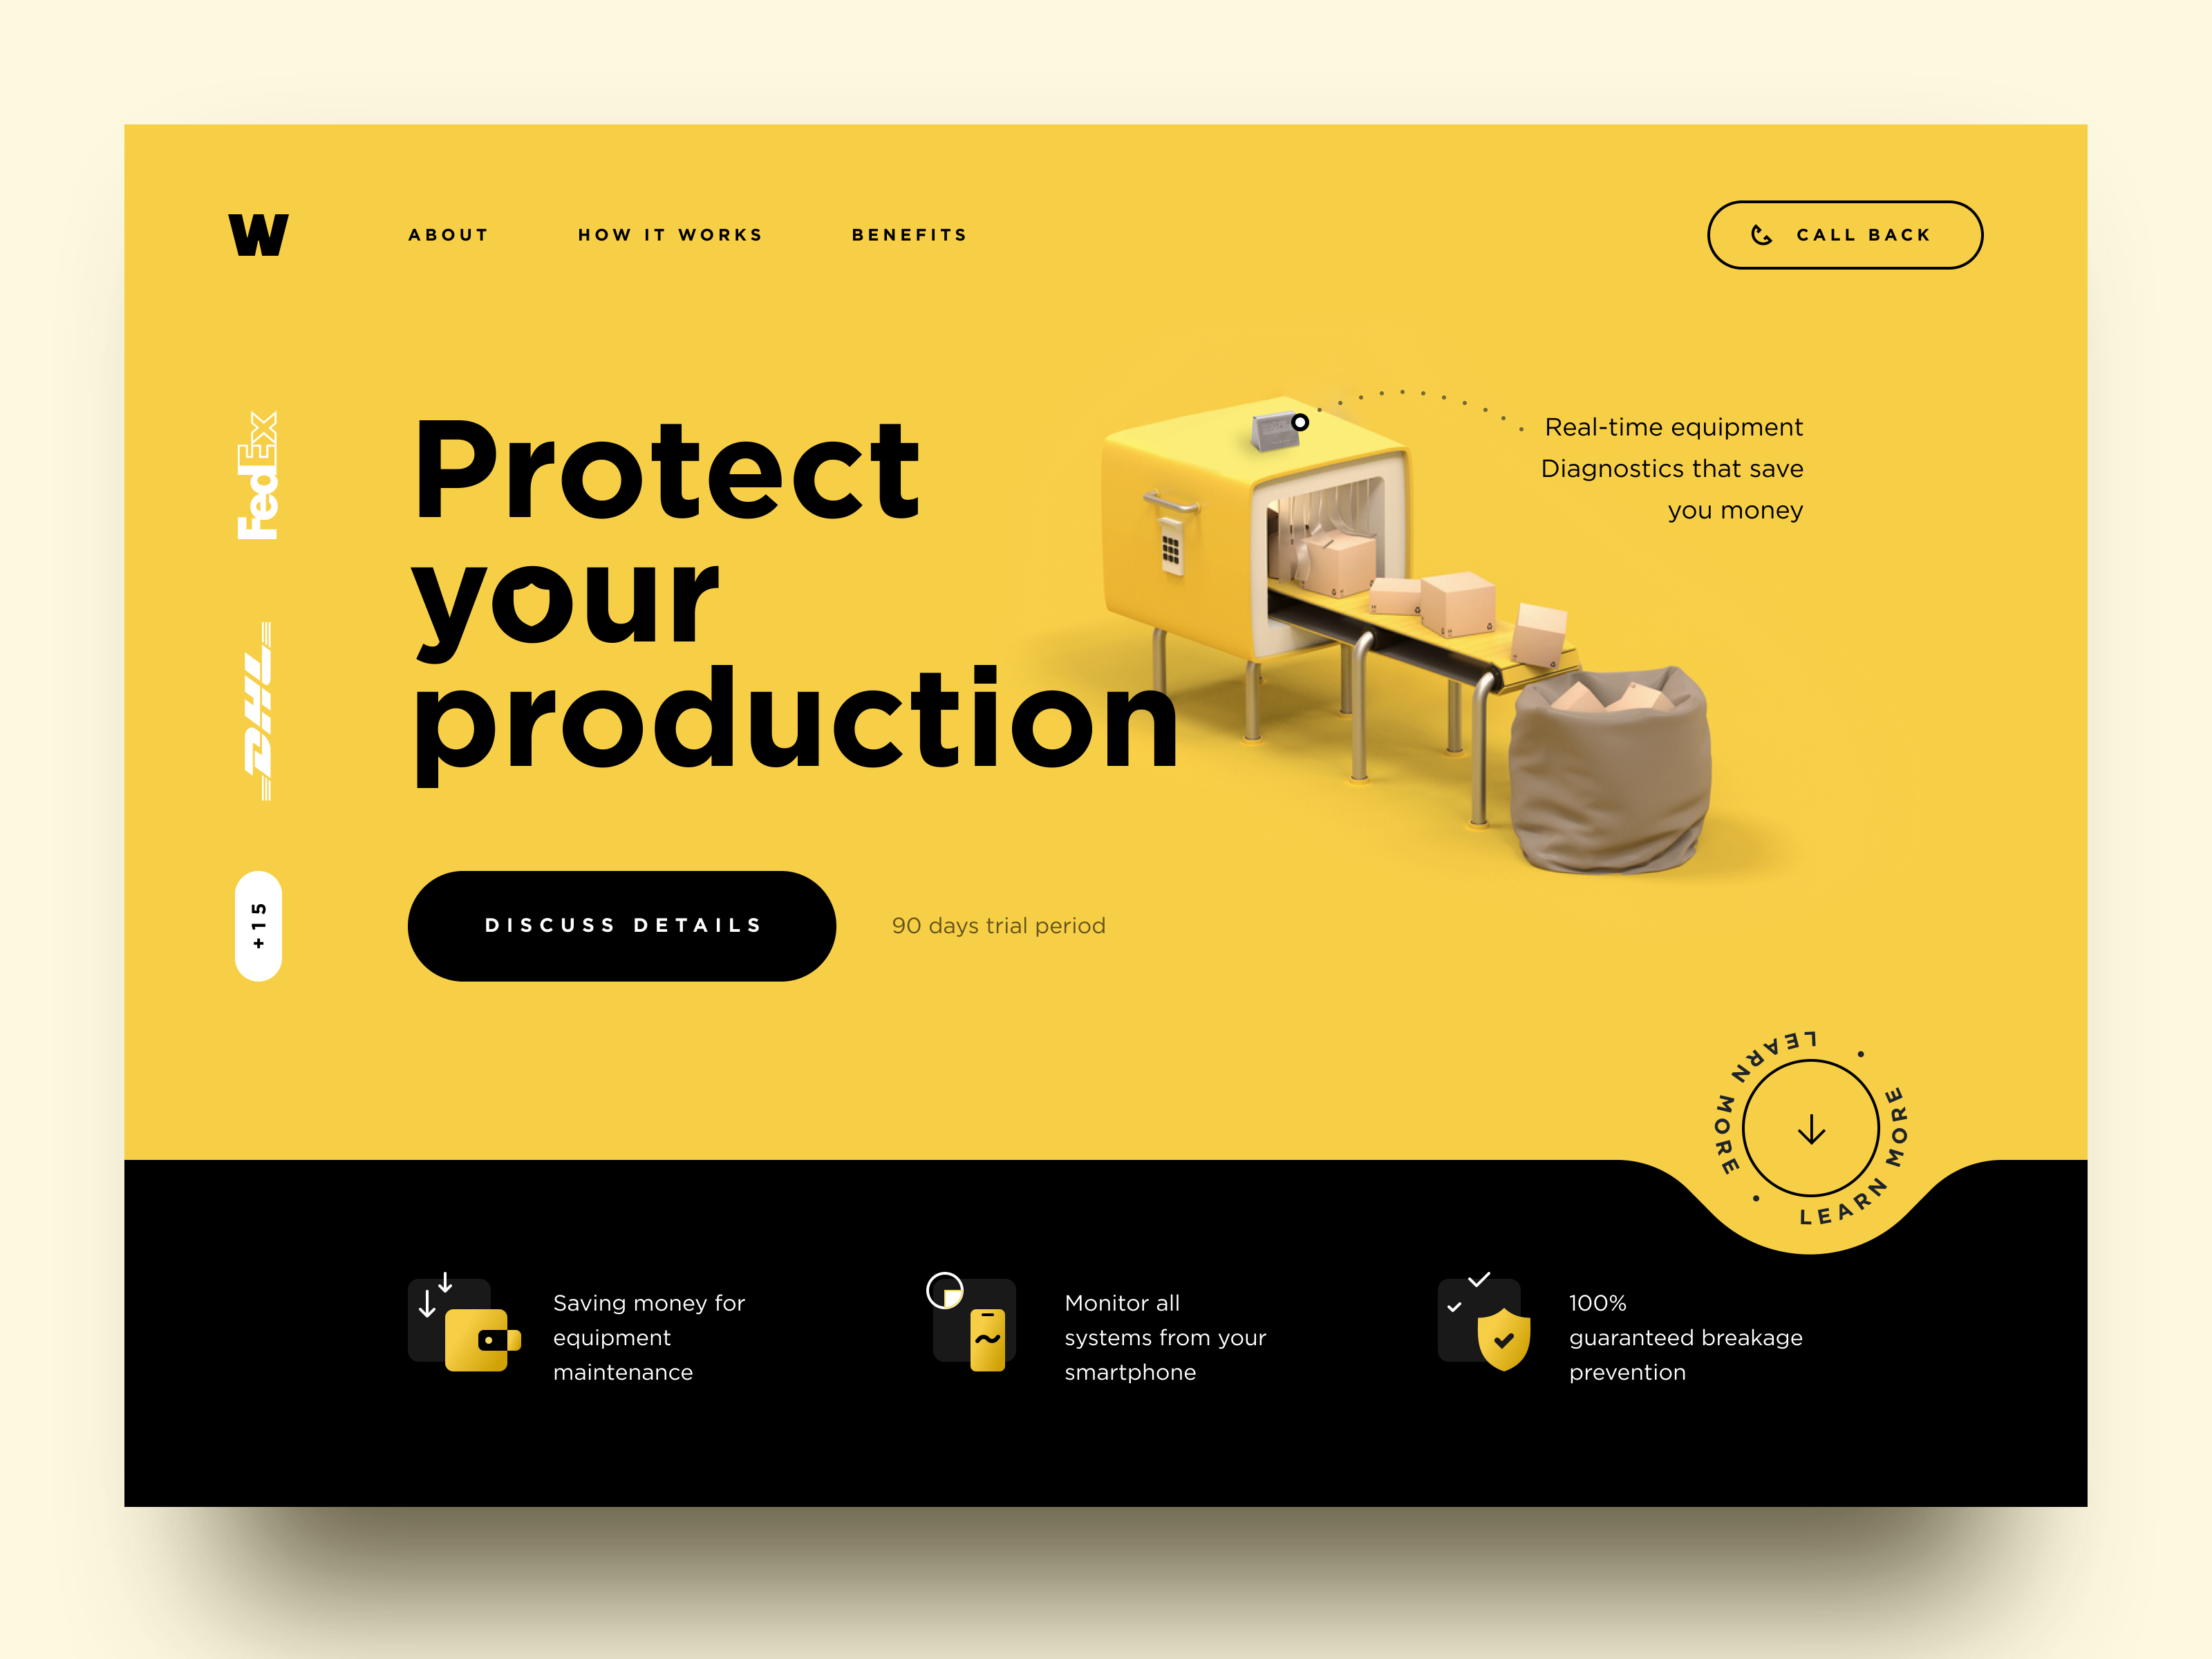 W
ABOUT
HOW IT WORKS
BENEFITS
CALL BACK
FedEx
DHL
+15
Protect
your
production
Real-time equipment
Diagnostics that save
you money
DISCUSS DETAILS
90 days trial period
LEARN MORE • LEARN MORE •
Saving money for
equipment
maintenance
Monitor all
systems from your
smartphone
100%
guaranteed breakage
prevention